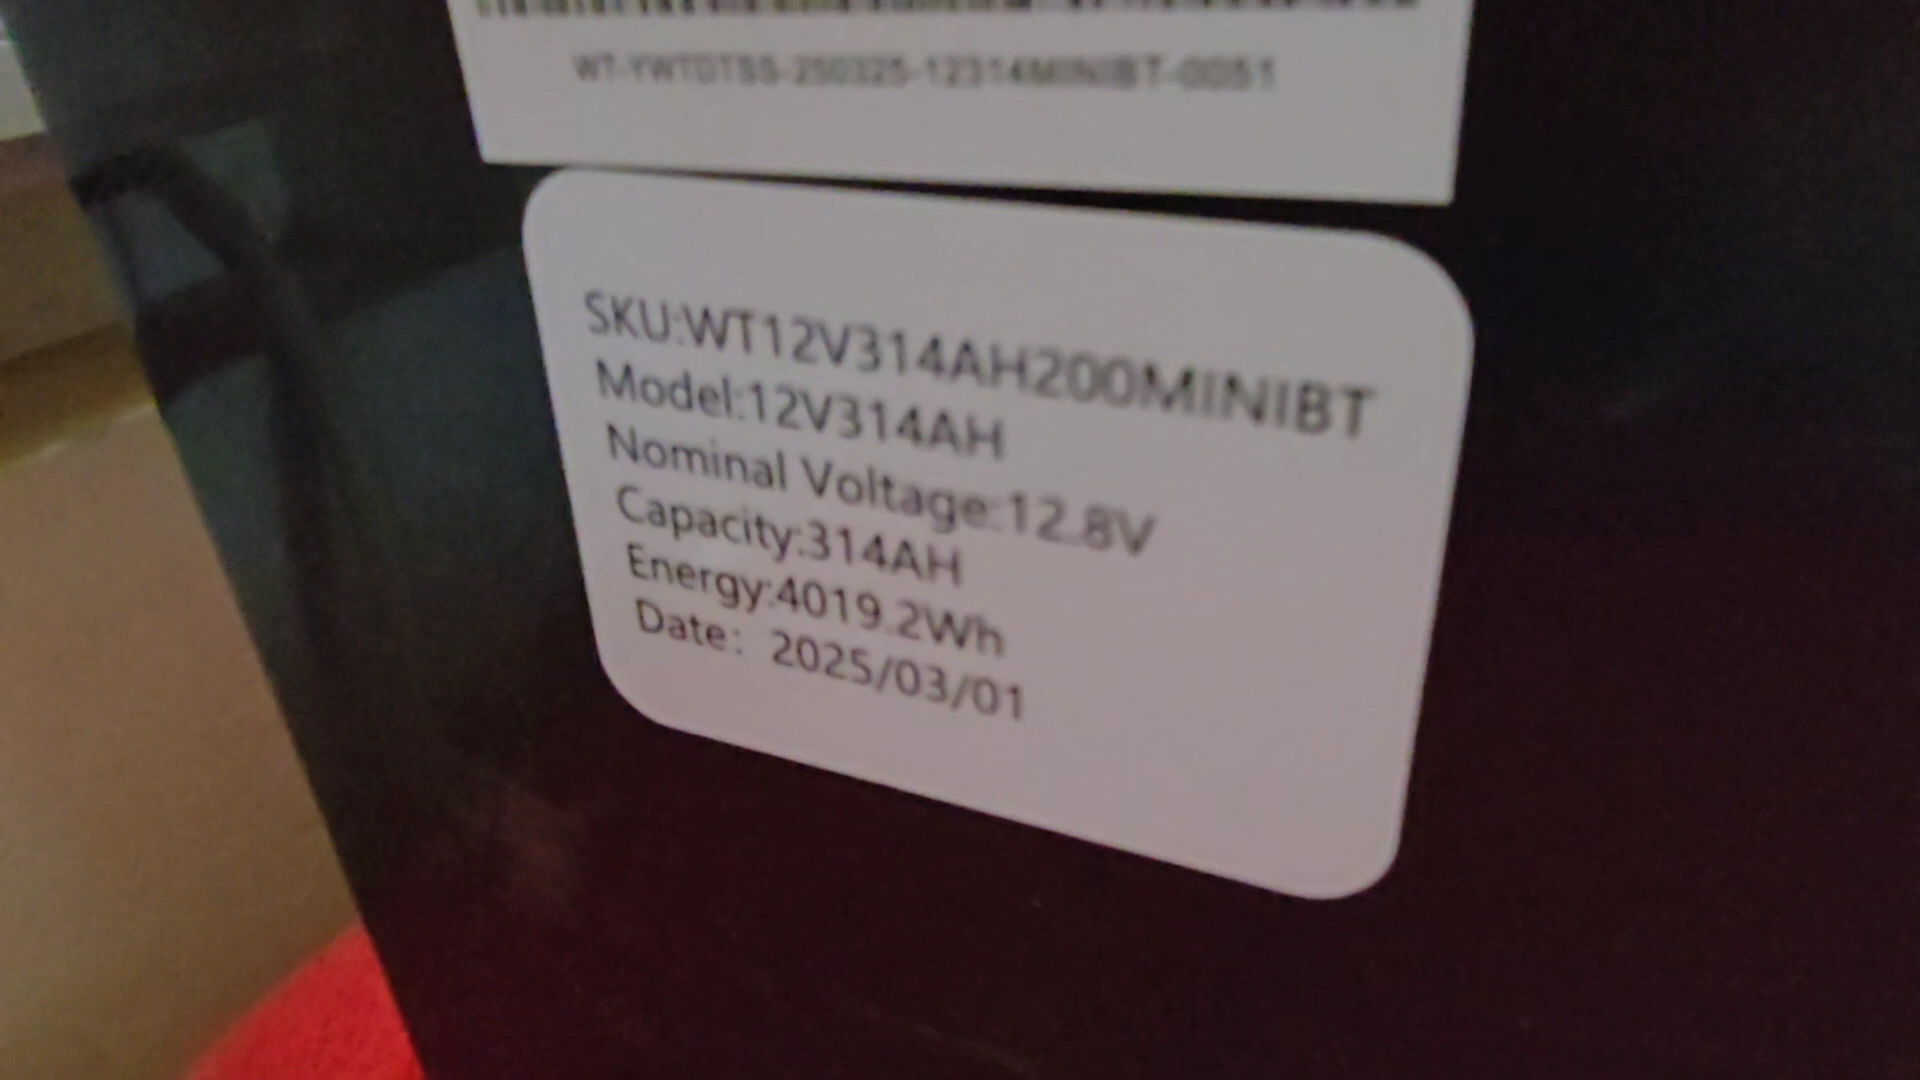 WT-YWTDTSS-250325-12314MINIBT-0051
SKU:WT12V314AH200MINIBT
Model:12V314AH
Nominal Voltage:12.8V
Capacity:314AH
Energy:4019.2Wh
Date: 2025/03/01